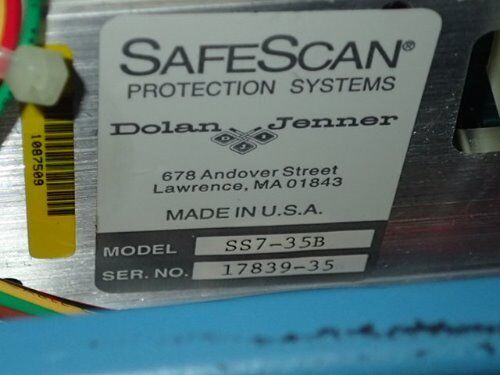 SAFESCAN®
PROTECTION SYSTEMS
Dolan Jenner
678 Andover Street
Lawrence, MA 01843
MADE IN U.S.A.
MODEL SS7-35B
SER. NO. 17839-35
1087509